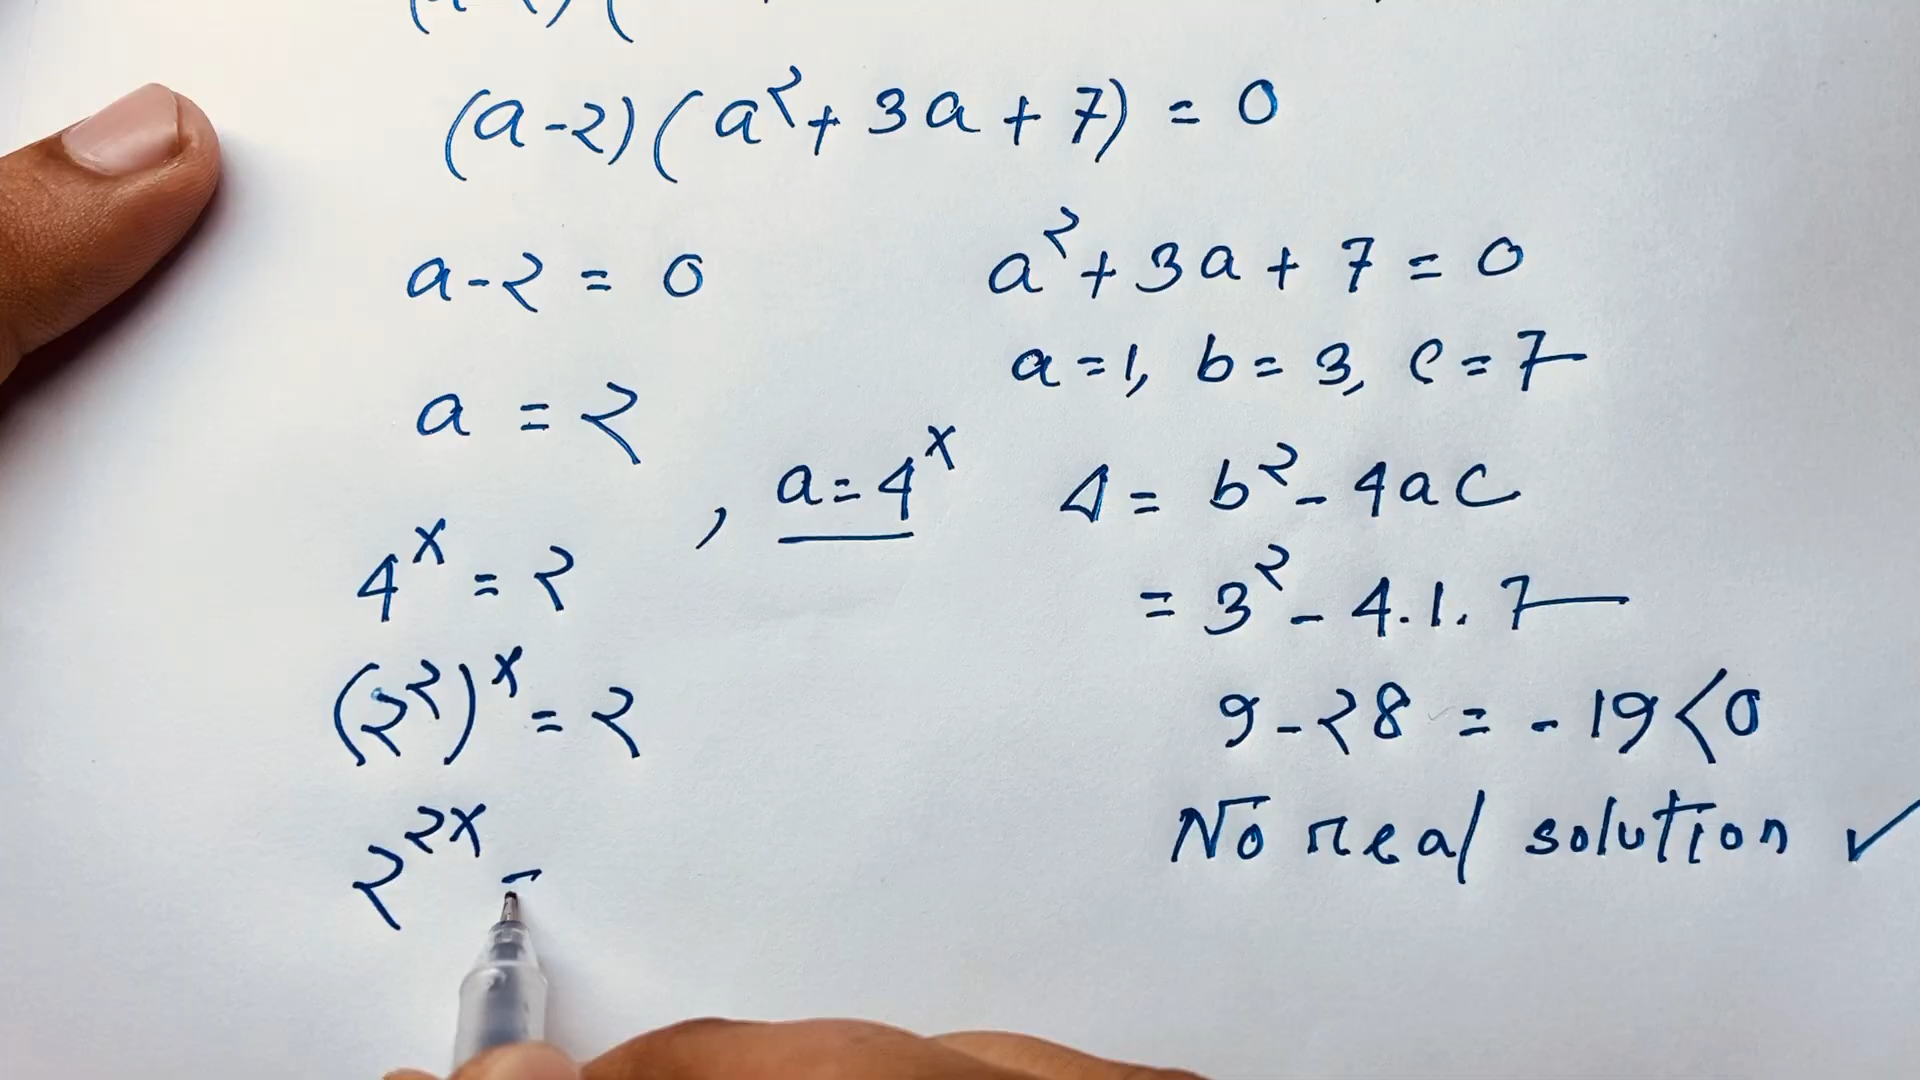 (a-2)(a²+3a+7)=0
a-2=0
a=2
, a=4ˣ
4ˣ=2
(2²)ˣ=2
2²ˣ -
a²+3a+7=0
a=1, b=3, c=7
Δ=b²-4ac
=3²-4.1.7
9-28=-19<0
No real solution ✓